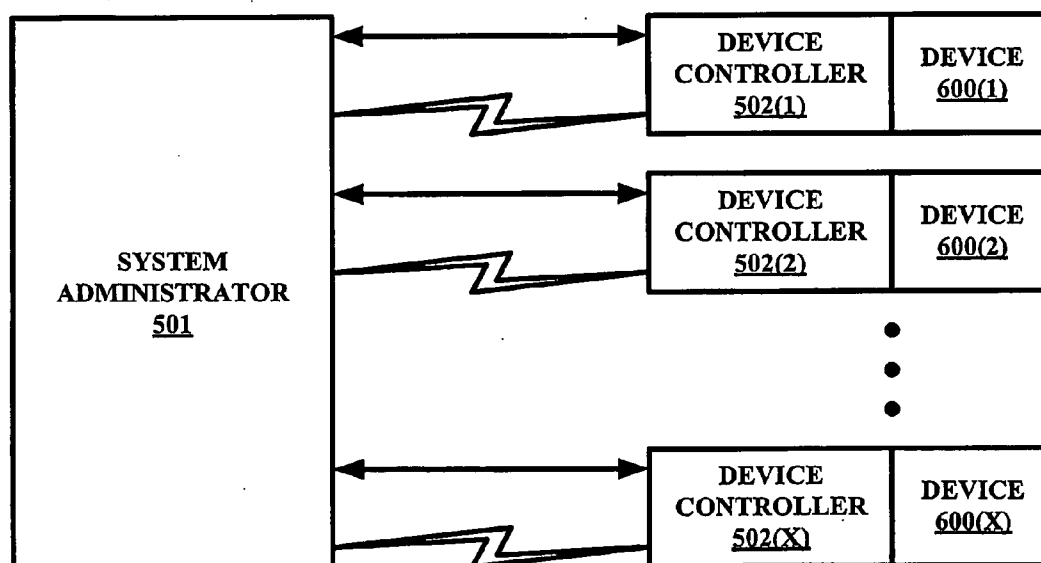 SYSTEM
ADMINISTRATOR
501
DEVICE
CONTROLLER
502(1)
DEVICE
600(1)
DEVICE
CONTROLLER
502(2)
DEVICE
600(2)
DEVICE
CONTROLLER
502(X)
DEVICE
600(X)